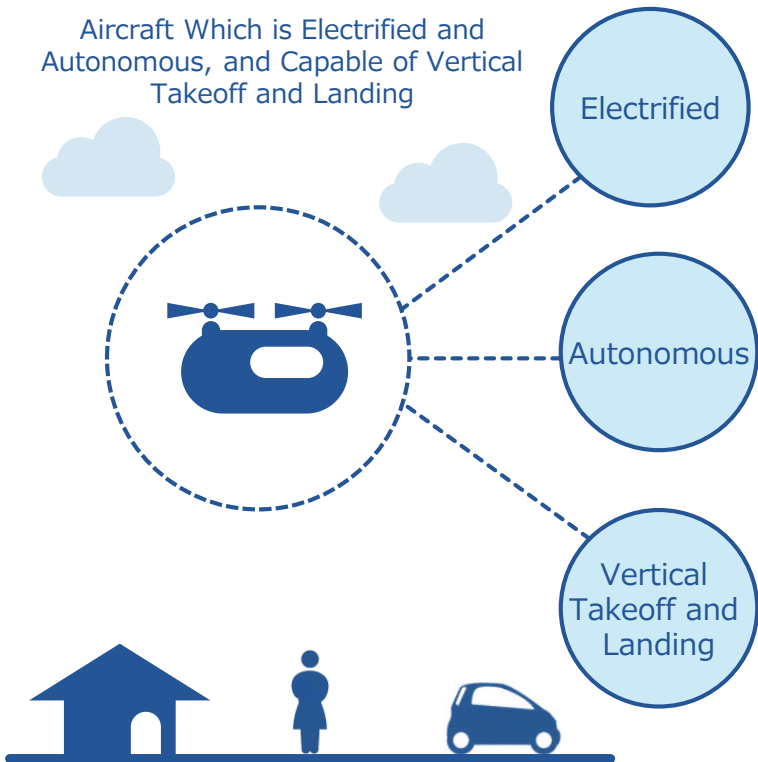 Aircraft Which is Electrified and
Autonomous, and Capable of Vertical
Takeoff and Landing
Electrified
Autonomous
Vertical
Takeoff and
Landing